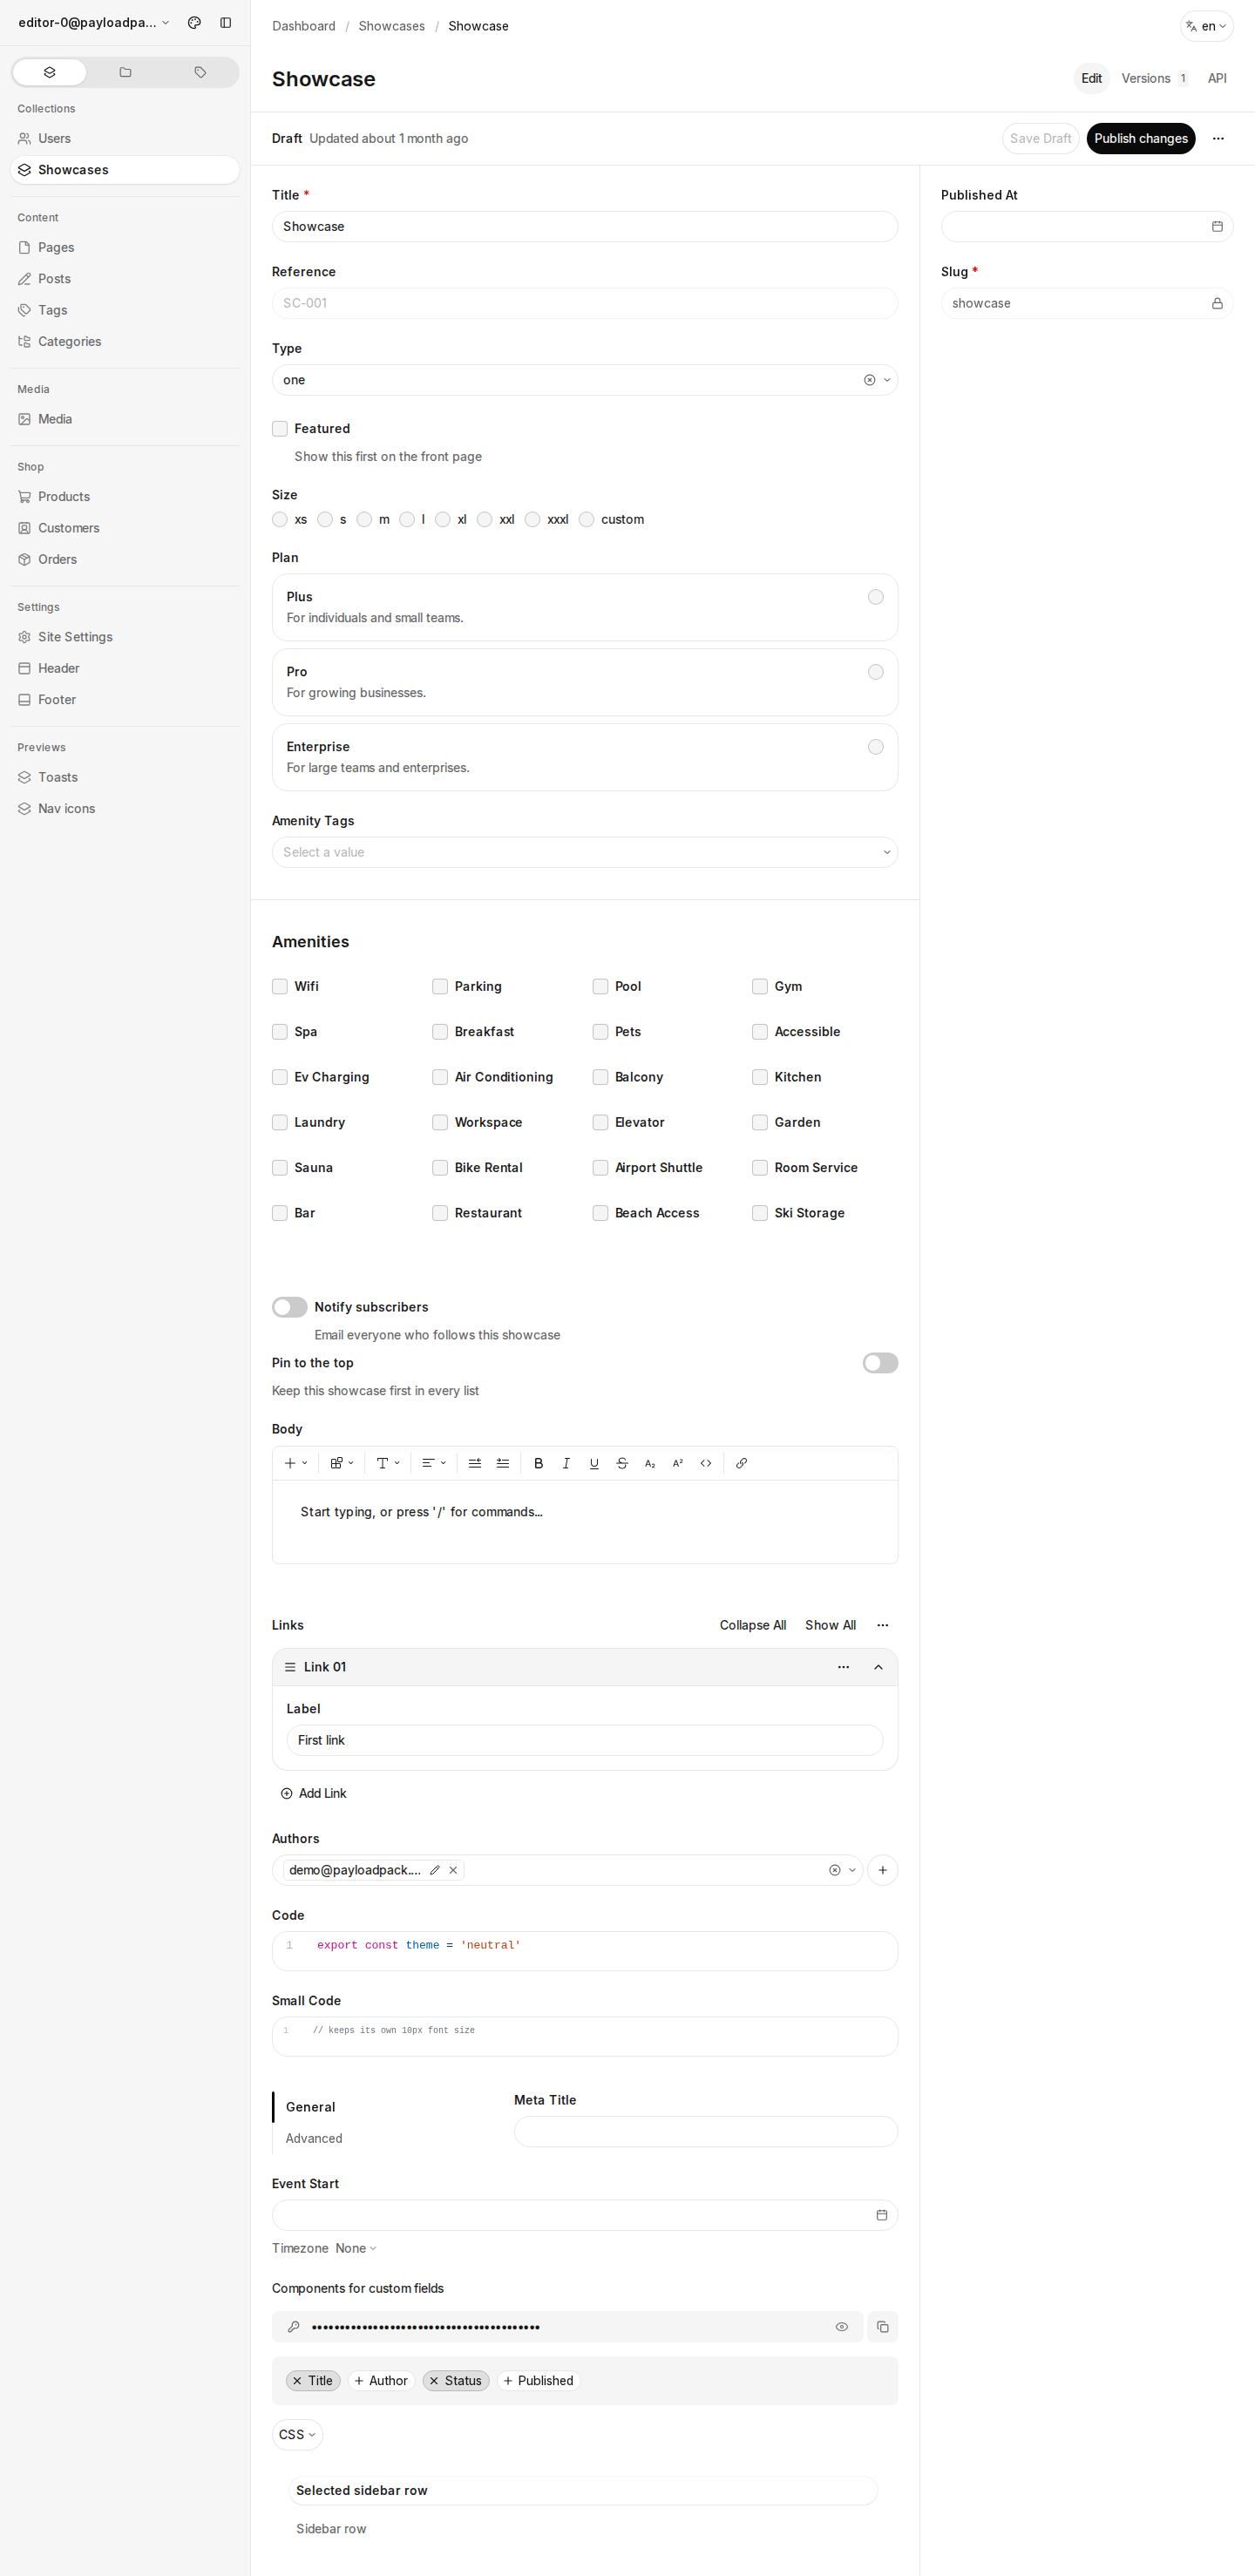 editor-0@payloadpa...
Collections
Users
Showcases
Content
Pages
Posts
Tags
Categories
Media
Media
Shop
Products
Customers
Orders
Settings
Site Settings
Header
Footer
Previews
Toasts
Nav icons
Dashboard / Showcases / Showcase
en
Showcase
Edit Versions 1 API
Draft Updated about 1 month ago
Save Draft Publish changes
Title *
Showcase
Reference
SC-001
Type
one
Featured
Show this first on the front page
Size
xs s m l xl xxl xxxl custom
Plan
Plus
For individuals and small teams.
Pro
For growing businesses.
Enterprise
For large teams and enterprises.
Amenity Tags
Select a value
Amenities
Wifi Parking Pool Gym
Spa Breakfast Pets Accessible
Ev Charging Air Conditioning Balcony Kitchen
Laundry Workspace Elevator Garden
Sauna Bike Rental Airport Shuttle Room Service
Bar Restaurant Beach Access Ski Storage
Notify subscribers
Email everyone who follows this showcase
Pin to the top
Keep this showcase first in every list
Body
Start typing, or press '/' for commands...
Links
Collapse All Show All
Link 01
Label
First link
Add Link
Authors
demo@payloadpack....
Code
1 export const theme = 'neutral'
Small Code
1 // keeps its own 10px font size
General
Advanced
Meta Title
Event Start
Timezone None
Components for custom fields
Title Author Status Published
CSS
Selected sidebar row
Sidebar row
Published At
Slug *
showcase